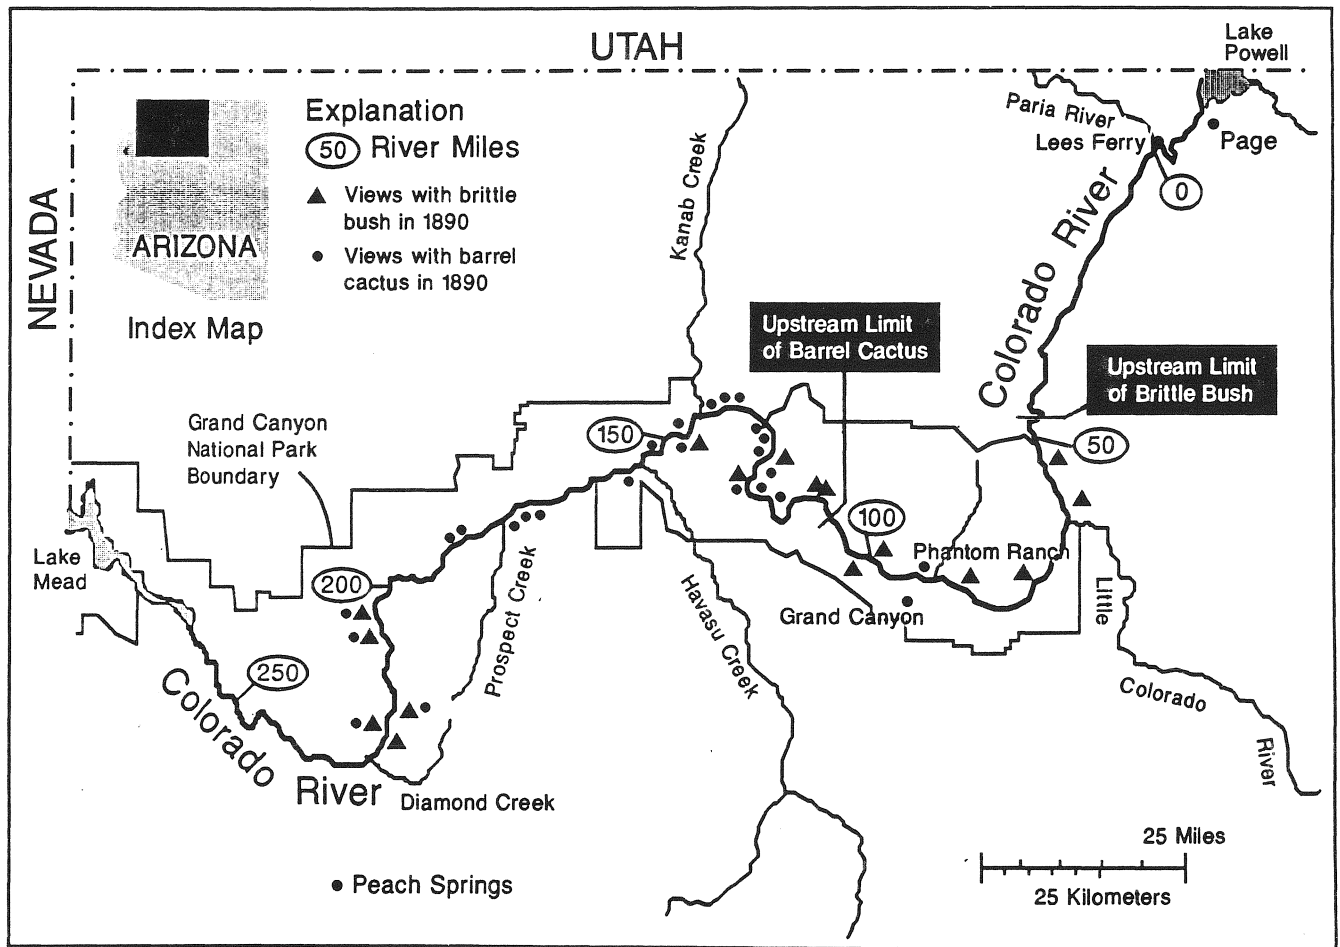 UTAH
Lake
Powell
Paria River
Lees Ferry
Page
0
NEVADA
ARIZONA
Index Map
Explanation
50 River Miles
Views with brittle
bush in 1890
Views with barrel
cactus in 1890
Kanab Creek
Colorado River
Upstream Limit
of Barrel Cactus
Upstream Limit
of Brittle Bush
Grand Canyon
National Park
Boundary
150
50
100
Phantom Ranch
Lake
Mead
200
Prospect Creek
Havasu Creek
Grand Canyon
Little
Colorado
River
250
Colorado
River
Diamond Creek
Peach Springs
25 Miles
25 Kilometers